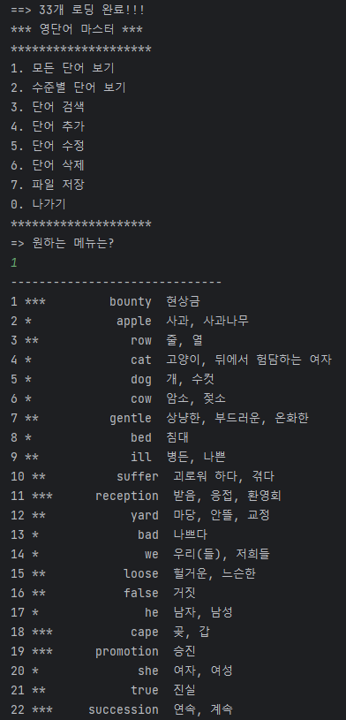 ==> 33개 로딩 완료!!!
*** 영단어 마스터 ***
********************
1. 모든 단어 보기
2. 수준별 단어 보기
3. 단어 검색
4. 단어 추가
5. 단어 수정
6. 단어 삭제
7. 파일 저장
0. 나가기
********************
=> 원하는 메뉴는?
1
------------------------------
1 *** bounty 현상금
2 * apple 사과, 사과나무
3 ** row 줄, 열
4 * cat 고양이, 뒤에서 험담하는 여자
5 * dog 개, 수컷
6 * cow 암소, 젖소
7 ** gentle 상냥한, 부드러운, 온화한
8 * bed 침대
9 ** ill 병든, 나쁜
10 ** suffer 괴로워 하다, 겪다
11 *** reception 받음, 응접, 환영회
12 ** yard 마당, 안뜰, 교정
13 * bad 나쁘다
14 * we 우리(들), 저희들
15 ** loose 헐거운, 느슨한
16 ** false 거짓
17 * he 남자, 남성
18 *** cape 곶, 갑
19 *** promotion 승진
20 * she 여자, 여성
21 ** true 진실
22 *** succession 연속, 계속